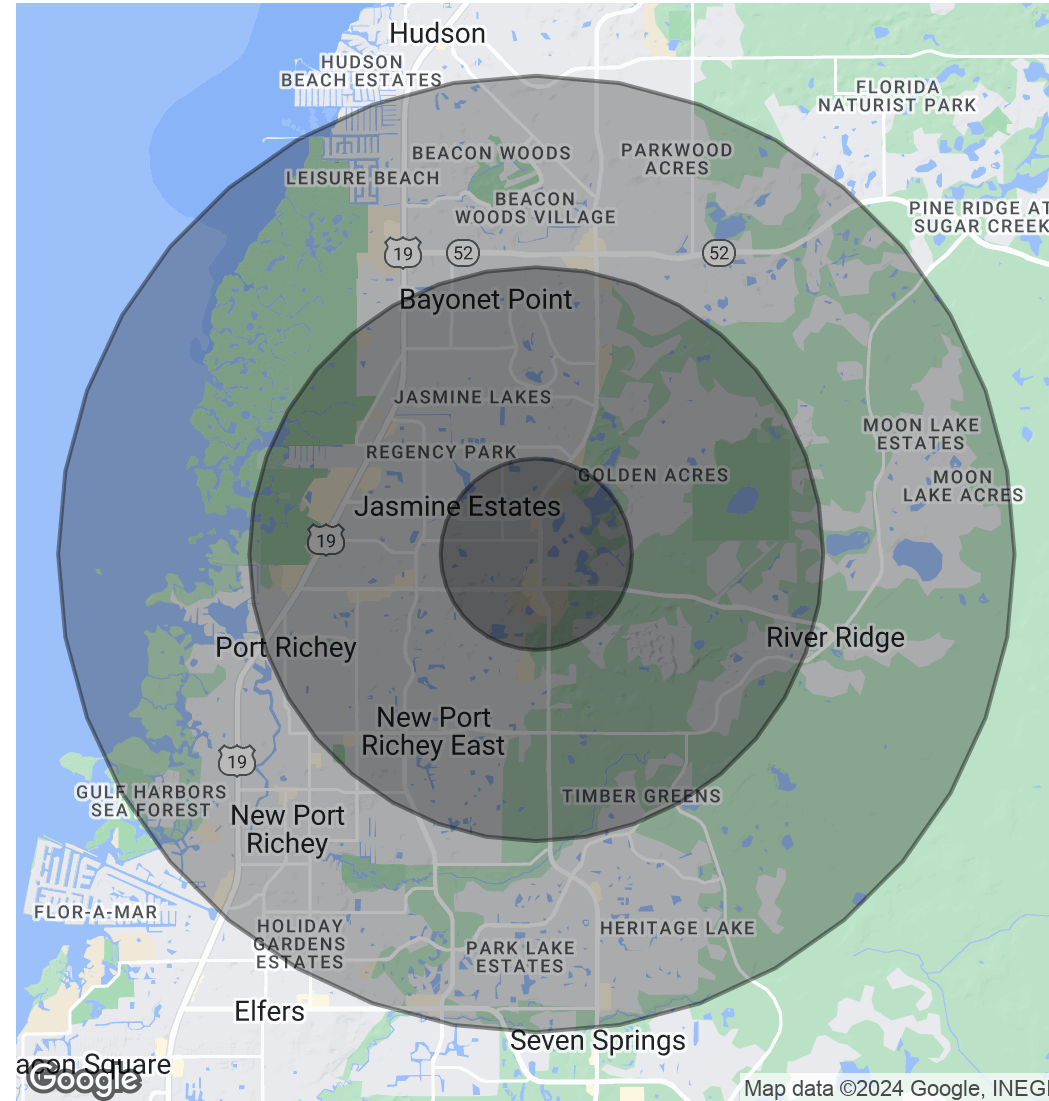 Hudson
HUDSON
BEACH ESTATES
FLORIDA
NATURIST PARK
BEACON WOODS
PARKWOOD
ACRES
LEISURE BEACH
BEACON
WOODS VILLAGE
PINE RIDGE AT
SUGAR CREEK
19
52
52
Bayonet Point
JASMINE LAKES
MOON LAKE
ESTATES
REGENCY PARK
GOLDEN ACRES
MOON
LAKE ACRES
Jasmine Estates
19
River Ridge
Port Richey
New Port
Richey East
19
GULF HARBORS
SEA FOREST
TIMBER GREENS
New Port
Richey
FLOR-A-MAR
HOLIDAY
GARDENS
ESTATES
HERITAGE LAKE
PARK LAKE
ESTATES
Elfers
Seven Springs
acon Square
Google
Map data ©2024 Google, INEGI